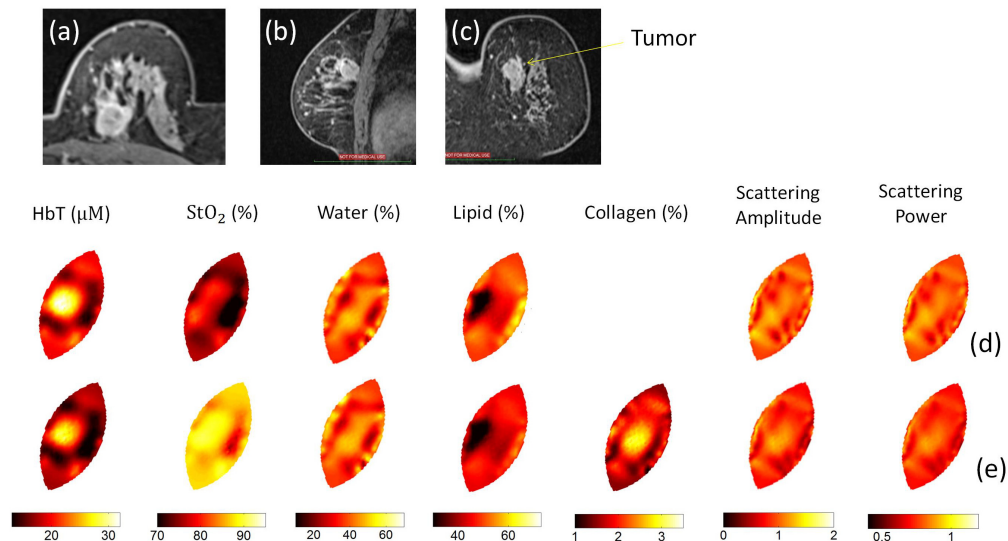 (a)
(b)
(c)
Tumor
NOT FOR MEDICAL USE
NOT FOR MEDICAL USE
HbT (μM)
StO₂ (%)
Water (%)
Lipid (%)
Collagen (%)
Scattering
Amplitude
Scattering
Power
(d)
(e)
20 30
70 80 90
20 40 60
40 60
1 2 3
0 1 2
0.5 1